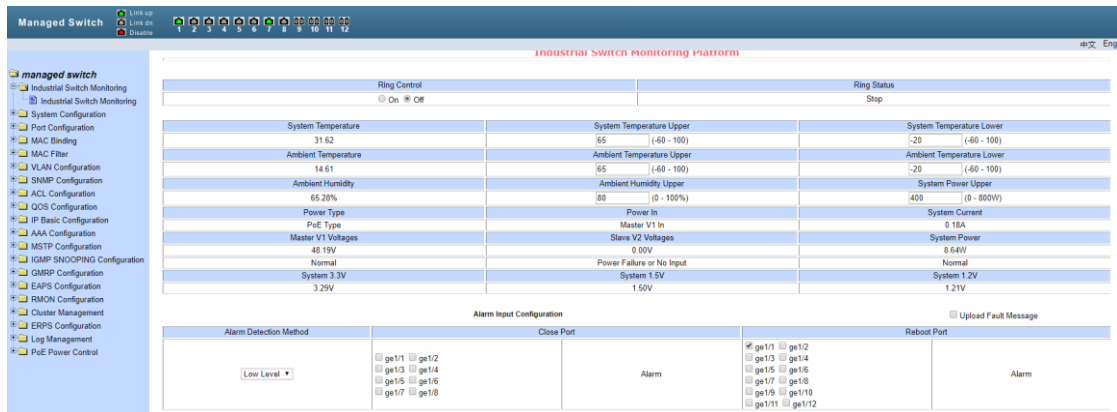 Managed Switch
Link up
Link dn
Disable
1 2 3 4 5 6 7 8 9 10 11 12
中文 Eng
Industrial Switch Monitoring Platform
managed switch
Industrial Switch Monitoring
Industrial Switch Monitoring
System Configuration
Port Configuration
MAC Binding
MAC Filter
VLAN Configuration
SNMP Configuration
ACL Configuration
QOS Configuration
IP Basic Configuration
AAA Configuration
MSTP Configuration
IGMP SNOOPING Configuration
GMRP Configuration
EAPS Configuration
RMON Configuration
Cluster Management
ERPS Configuration
Log Management
PoE Power Control
Ring Control Ring Status
On Off Stop
System Temperature System Temperature Upper System Temperature Lower
31.62 65 (-60 - 100) -20 (-60 - 100)
Ambient Temperature Ambient Temperature Upper Ambient Temperature Lower
14.61 65 (-60 - 100) -20 (-60 - 100)
Ambient Humidity Ambient Humidity Upper System Power Upper
65.28% 80 (0 - 100%) 400 (0 - 800W)
Power Type Power In System Current
PoE Type Master V1 In 0.18A
Master V1 Voltages Slave V2 Voltages System Power
48.19V 0.00V 8.64W
Normal Power Failure or No Input Normal
System 3.3V System 1.5V System 1.2V
3.29V 1.50V 1.21V
Alarm Input Configuration Upload Fault Message
Alarm Detection Method Close Port Reboot Port
Low Level
ge1/1 ge1/2
ge1/3 ge1/4
ge1/5 ge1/6
ge1/7 ge1/8
Alarm
ge1/1 ge1/2
ge1/3 ge1/4
ge1/5 ge1/6
ge1/7 ge1/8
ge1/9 ge1/10
ge1/11 ge1/12
Alarm